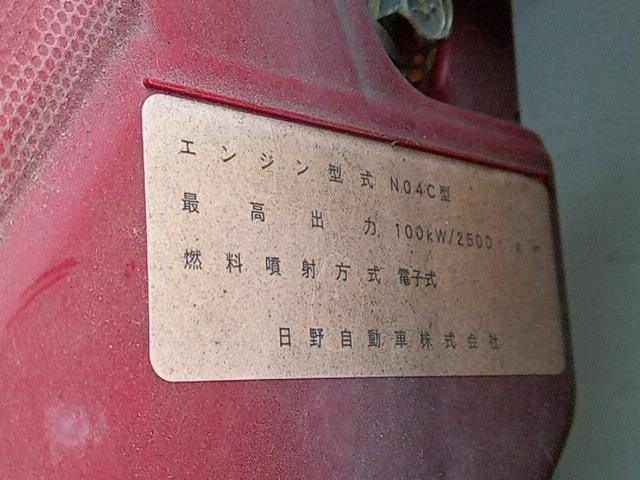 エンジン型式 N04C型
最高出力 100kW/2500rpm
燃料噴射方式 電子式
日野自動車株式会社